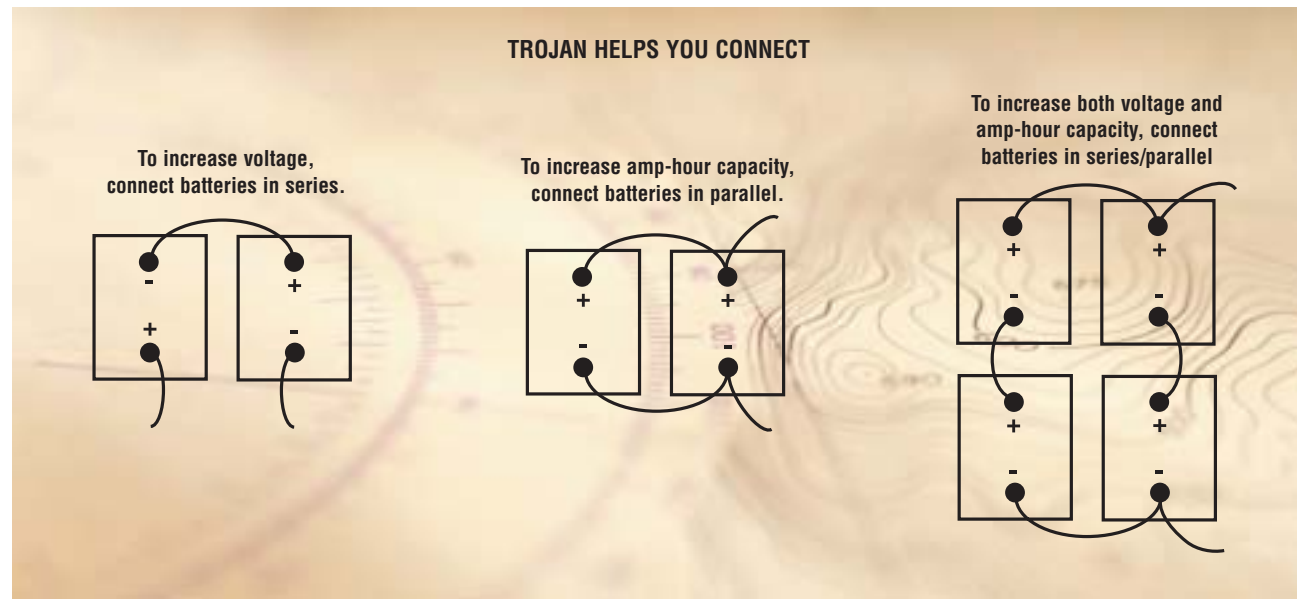 TROJAN HELPS YOU CONNECT
To increase voltage,
connect batteries in series.
-
+
+
-
To increase amp-hour capacity,
connect batteries in parallel.
+
+
-
-
To increase both voltage and
amp-hour capacity, connect
batteries in series/parallel
+
+
-
-
+
+
-
-